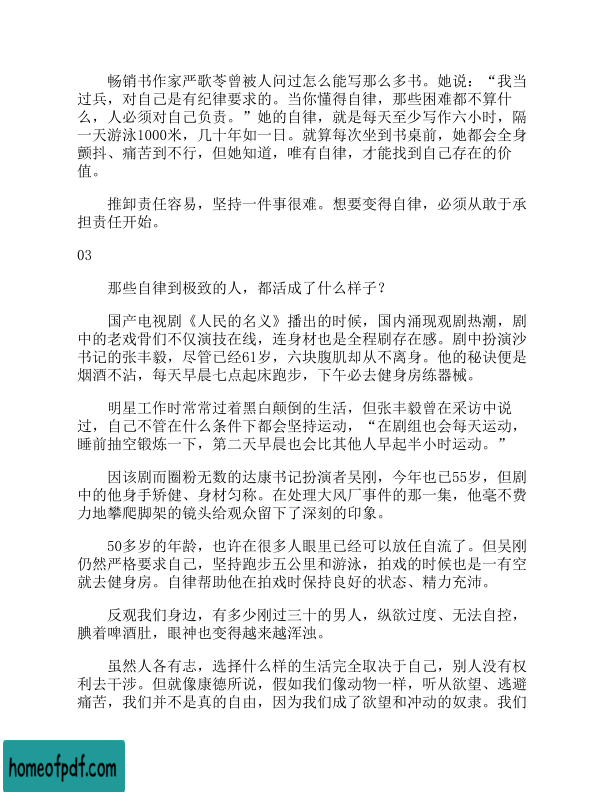 畅销书作家严歌苓曾被人问过怎么能写那么多书。她说：“我当
过兵，对自己是有纪律要求的。当你懂得自律，那些困难都不算什
么，人必须对自己负责。”她的自律，就是每天至少写作六小时，隔
一天游泳1000米，几十年如一日。就算每次坐到书桌前，她都会全身
颤抖、痛苦到不行，但她知道，唯有自律，才能找到自己存在的价
值。
推卸责任容易，坚持一件事很难。想要变得自律，必须从敢于承
担责任开始。
03
那些自律到极致的人，都活成了什么样子？
国产电视剧《人民的名义》播出的时候，国内涌现观剧热潮，剧
中的老戏骨们不仅演技在线，连身材也是全程刷存在感。剧中扮演沙
书记的张丰毅，尽管已经61岁，六块腹肌却从不离身。他的秘诀便是
烟酒不沾，每天早晨七点起床跑步，下午必去健身房练器械。
明星工作时常常过着黑白颠倒的生活，但张丰毅曾在采访中说
过，自己不管在什么条件下都会坚持运动，“在剧组也会每天运动，
睡前抽空锻炼一下，第二天早晨也会比其他人早起半小时运动。”
因该剧而圈粉无数的达康书记扮演者吴刚，今年也已55岁，但剧
中的他身手矫健、身材匀称。在处理大风厂事件的那一集，他毫不费
力地攀爬脚架的镜头给观众留下了深刻的印象。
50多岁的年龄，也许在很多人眼里已经可以放任自流了。但吴刚
仍然严格要求自己，坚持跑步五公里和游泳，拍戏的时候也是一有空
就去健身房。自律帮助他在拍戏时保持良好的状态、精力充沛。
反观我们身边，有多少刚过三十的男人，纵欲过度、无法自控，
腆着啤酒肚，眼神也变得越来越浑浊。
虽然人各有志，选择什么样的生活完全取决于自己，别人没有权
利去干涉。但就像康德所说，假如我们像动物一样，听从欲望、逃避
痛苦，我们并不是真的自由，因为我们成了欲望和冲动的奴隶。我们
homeofpdf.com